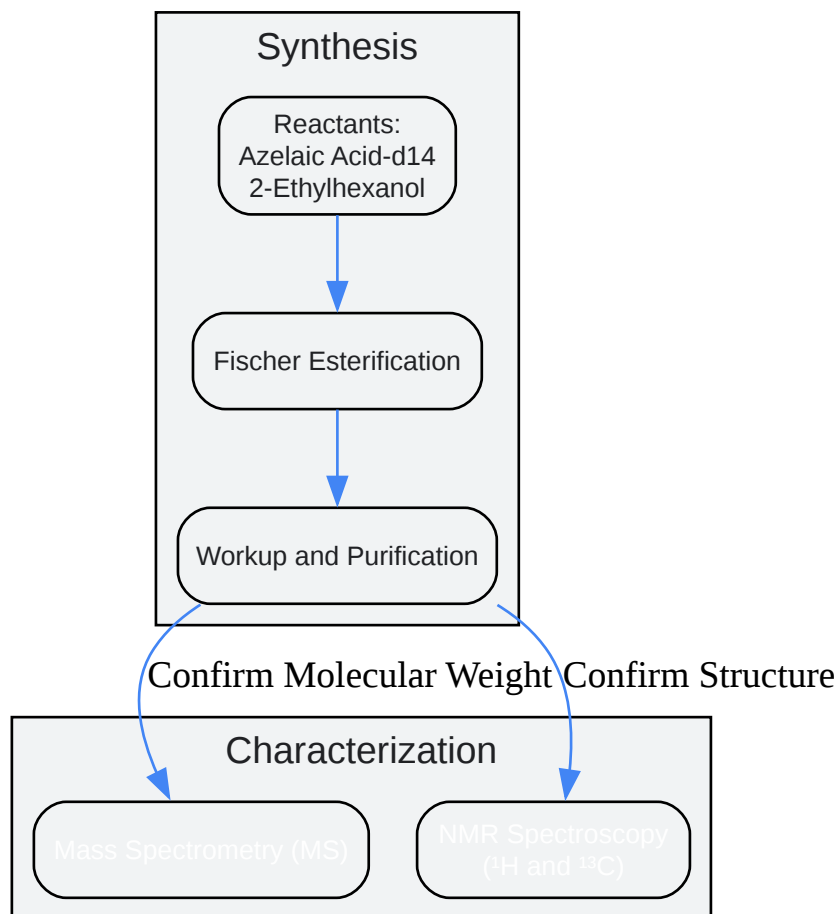 Synthesis
Reactants:
Azelaic Acid-d14
2-Ethylhexanol
Fischer Esterification
Workup and Purification
Confirm Molecular Weight
Confirm Structure
Characterization
Mass Spectrometry (MS)
NMR Spectroscopy
(¹H and ¹³C)